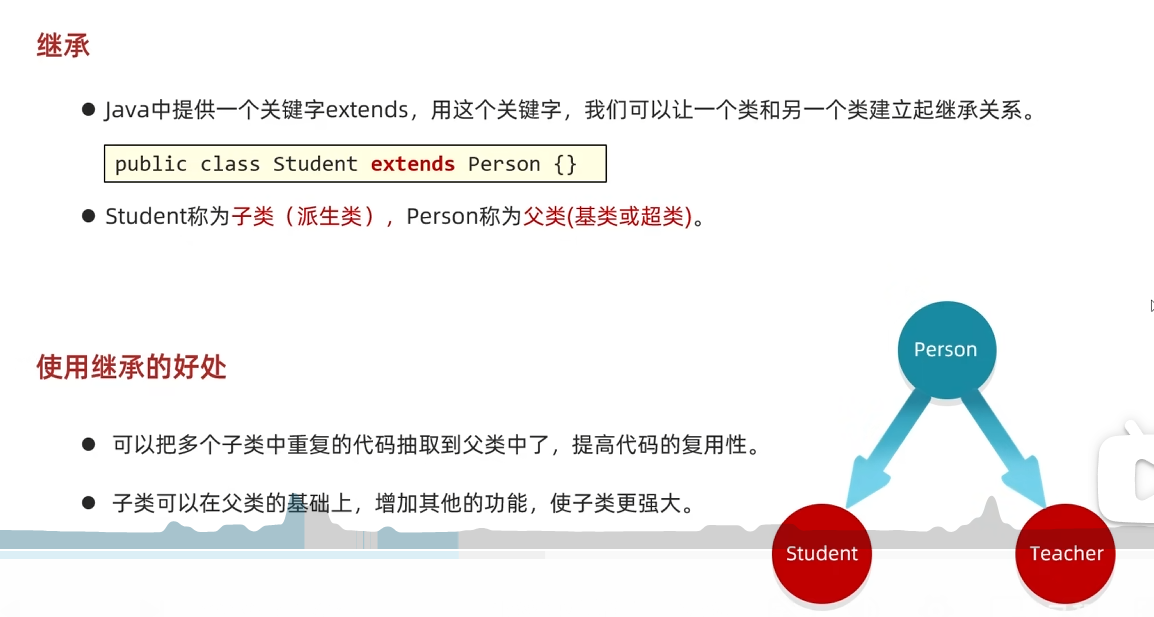 继承
● Java中提供一个关键字extends，用这个关键字，我们可以让一个类和另一个类建立起继承关系。
public class Student extends Person {}
● Student称为子类（派生类），Person称为父类(基类或超类)。
Person
使用继承的好处
● 可以把多个子类中重复的代码抽取到父类中了，提高代码的复用性。
● 子类可以在父类的基础上，增加其他的功能，使子类更强大。
Student
Teacher